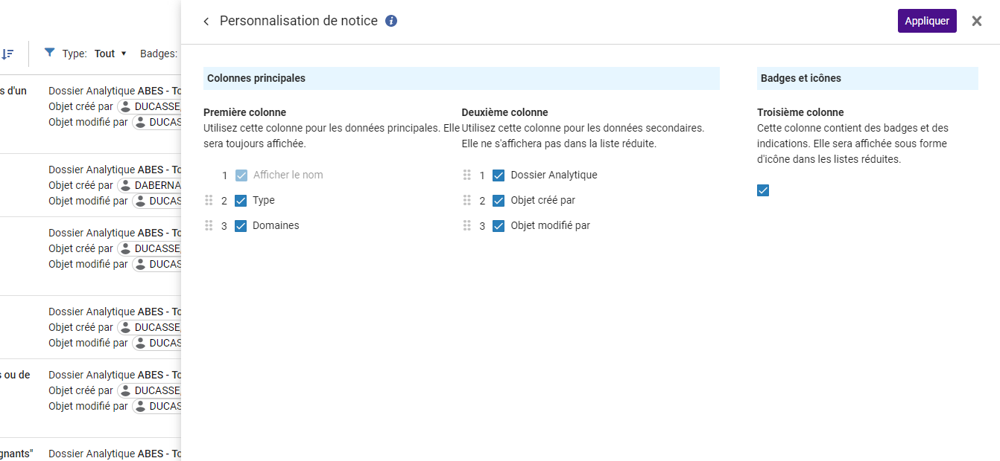 Type: Tout Badges:
s d'un
Dossier Analytique ABES - To
Objet créé par DUCASSE,
Objet modifié par DUCAS
Dossier Analytique ABES - To
Objet créé par DABERNA
Objet modifié par DUCAS
Dossier Analytique ABES - To
Objet créé par DUCASSE,
Objet modifié par DUCAS
Dossier Analytique ABES - To
Objet créé par DUCASSE,
Objet modifié par DUCAS
s ou de
Dossier Analytique ABES - To
Objet créé par DUCASSE,
Objet modifié par DUCAS
gnants"
Dossier Analytique ABES - To
Personnalisation de notice
Appliquer
Colonnes principales
Première colonne
Utilisez cette colonne pour les données principales. Elle
sera toujours affichée.
1 Afficher le nom
2 Type
3 Domaines
Deuxième colonne
Utilisez cette colonne pour les données secondaires.
Elle ne s'affichera pas dans la liste réduite.
1 Dossier Analytique
2 Objet créé par
3 Objet modifié par
Badges et icônes
Troisième colonne
Cette colonne contient des badges et des
indications. Elle sera affichée sous forme
d'icône dans les listes réduites.